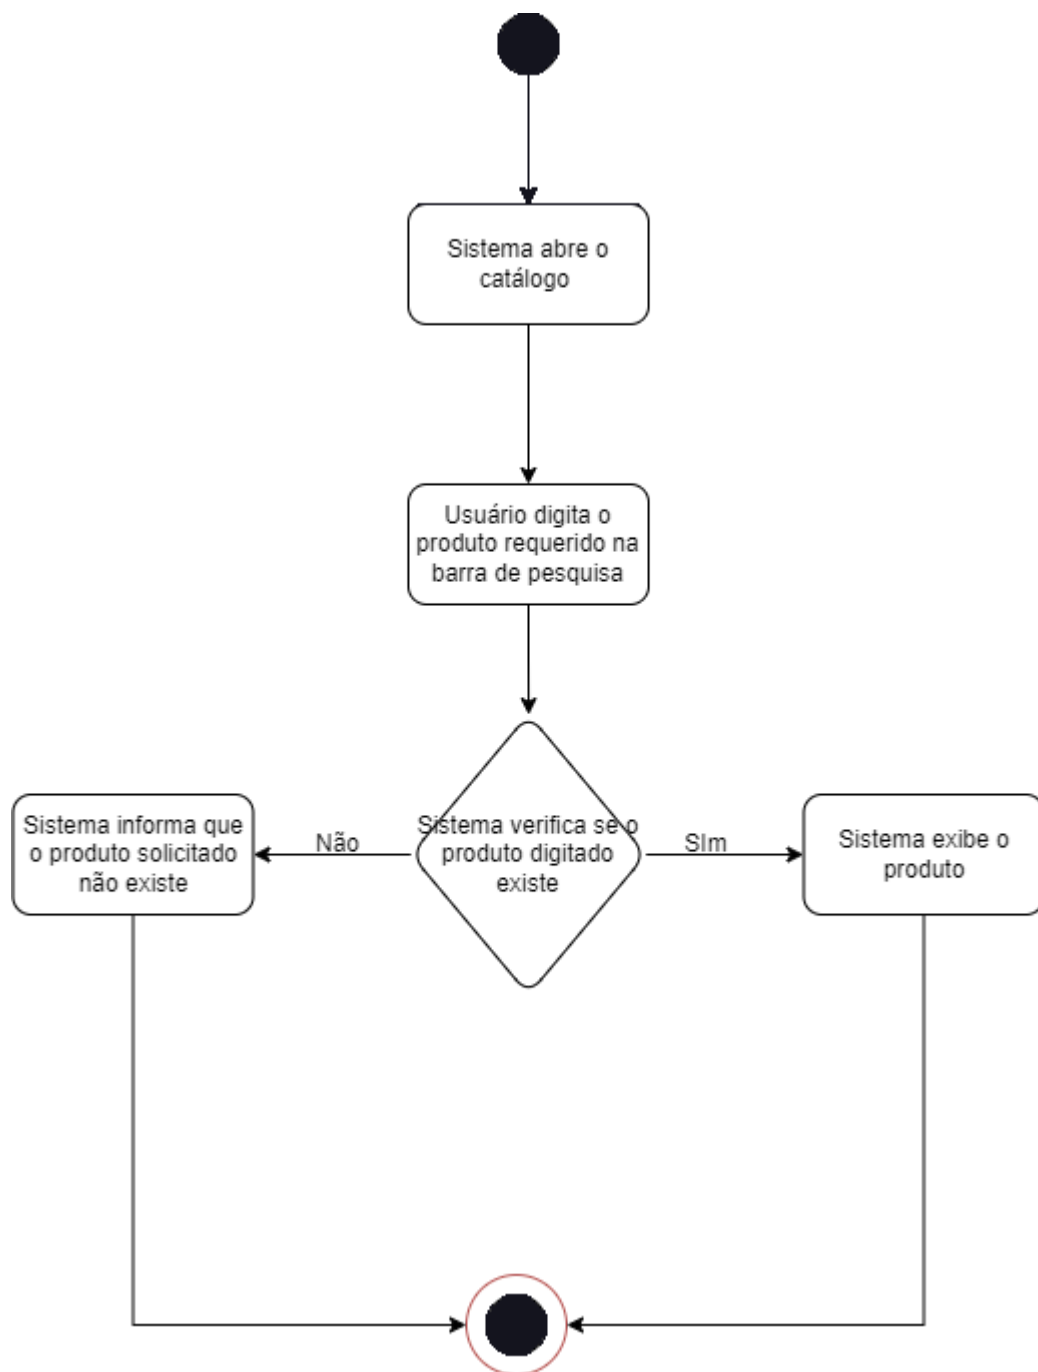 Sistema abre o
catálogo
Usuário digita o
produto requerido na
barra de pesquisa
Sistema informa que
o produto solicitado
não existe
Não
Sistema verifica se o
produto digitado
existe
SIm
Sistema exibe o
produto